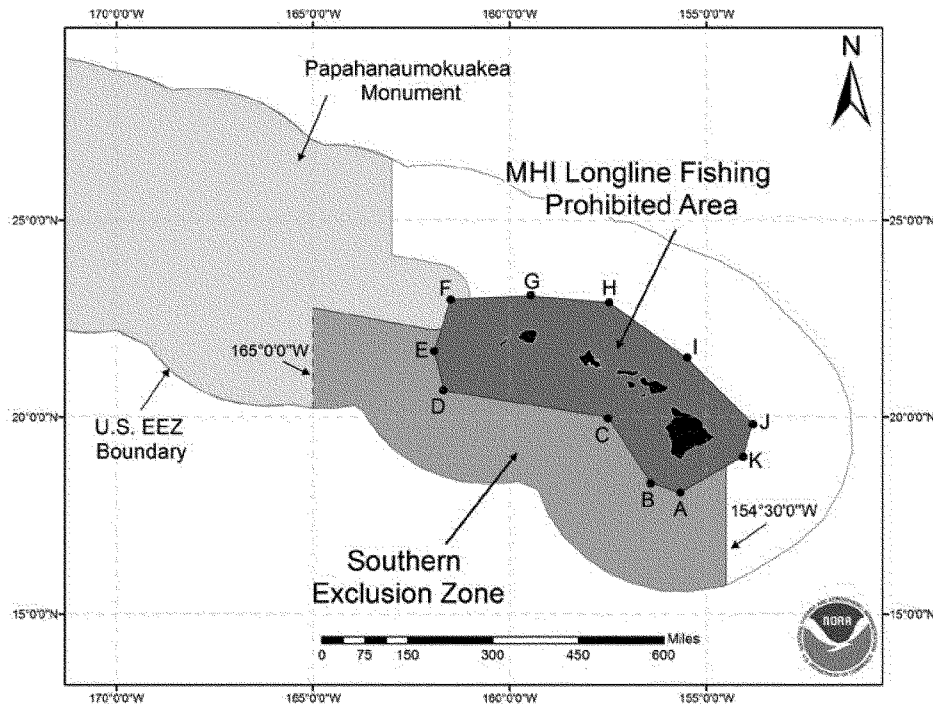 170°0'0"W 165°0'0"W 160°0'0"W 155°0'0"W
N
Papahanaumokuakea
Monument
MHI Longline Fishing
Prohibited Area
25°0'0"N 25°0'0"N
F G H
165°0'0"W E I
20°0'0"N 20°0'0"N
D C J
U.S. EEZ
Boundary
K
B A
154°30'0"W
Southern
Exclusion Zone
15°0'0"N 15°0'0"N
NOAA
Miles
0 75 150 300 450 600
170°0'0"W 165°0'0"W 160°0'0"W 155°0'0"W